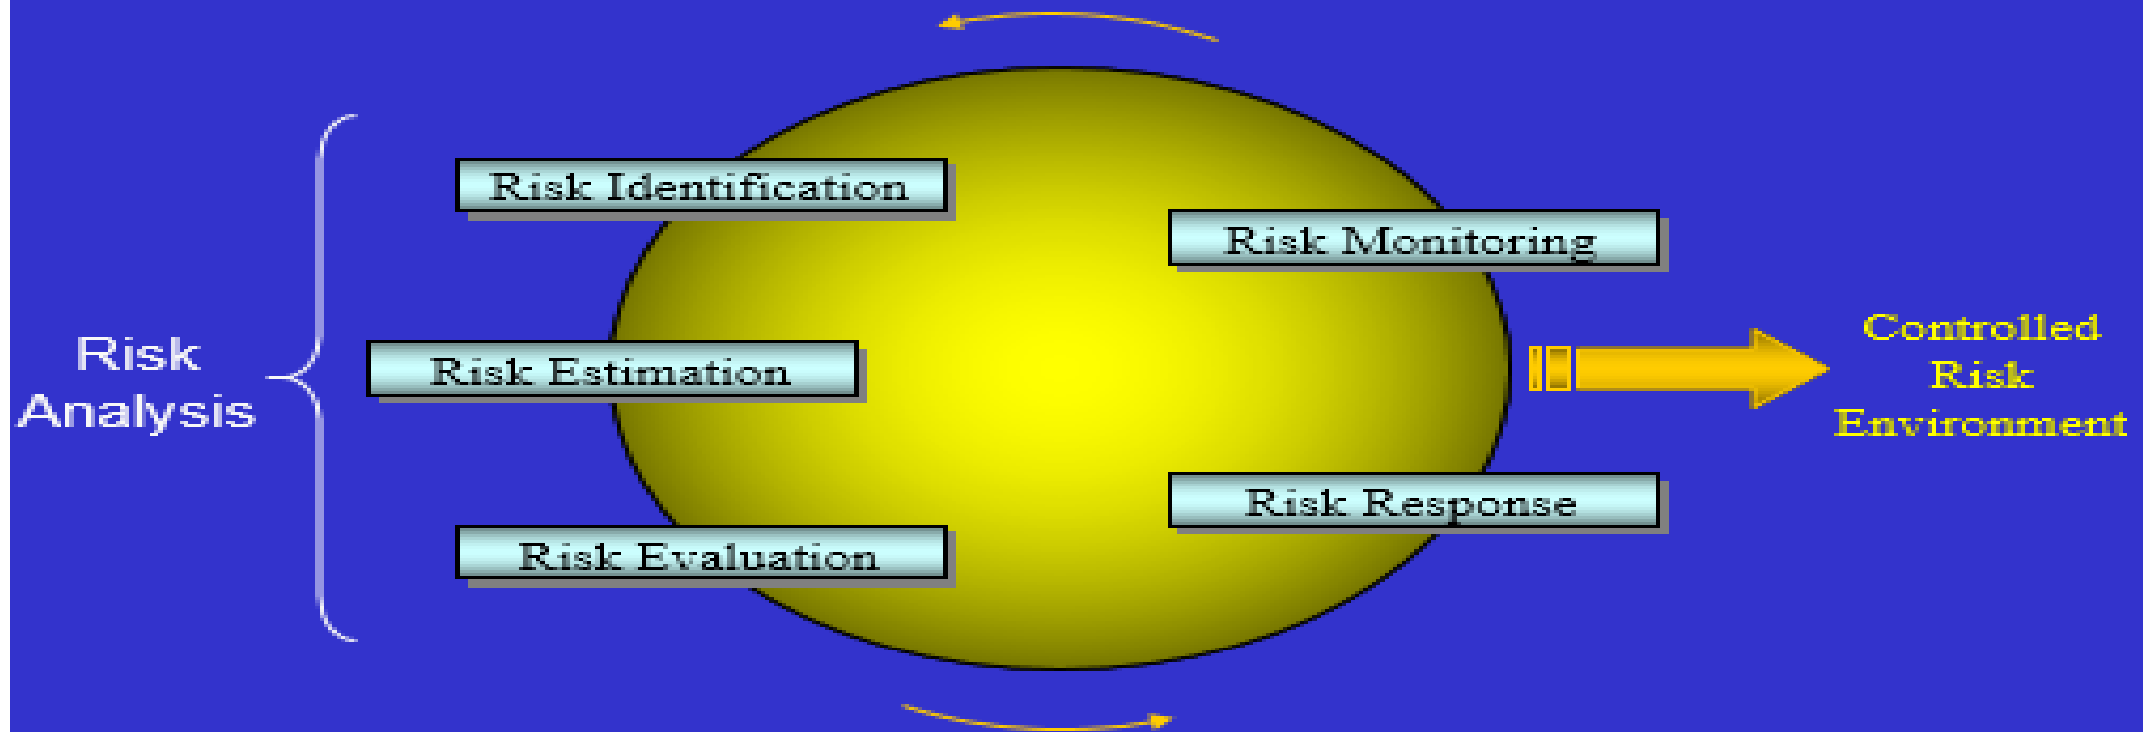 Risk Identification
Risk Monitoring
Risk
Analysis
Risk Estimation
Controlled
Risk
Environment
Risk Response
Risk Evaluation